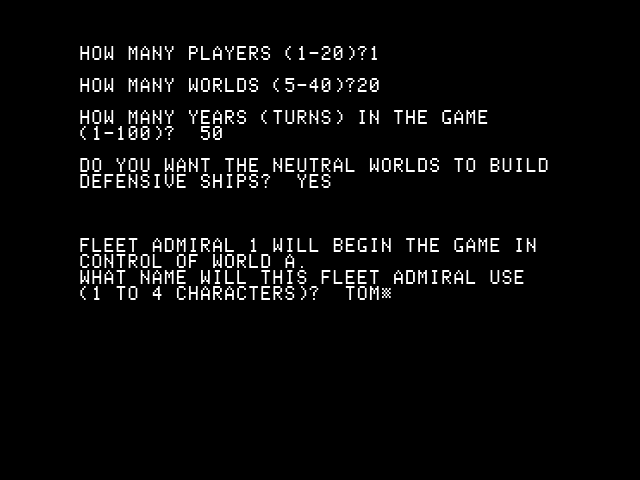 HOW MANY PLAYERS (1-20)?1
HOW MANY WORLDS (5-40)?20
HOW MANY YEARS (TURNS) IN THE GAME
(1-100)?  50
DO YOU WANT THE NEUTRAL WORLDS TO BUILD
DEFENSIVE SHIPS?  YES
FLEET ADMIRAL 1 WILL BEGIN THE GAME IN
CONTROL OF WORLD A.
WHAT NAME WILL THIS FLEET ADMIRAL USE
(1 TO 4 CHARACTERS)?  TOM